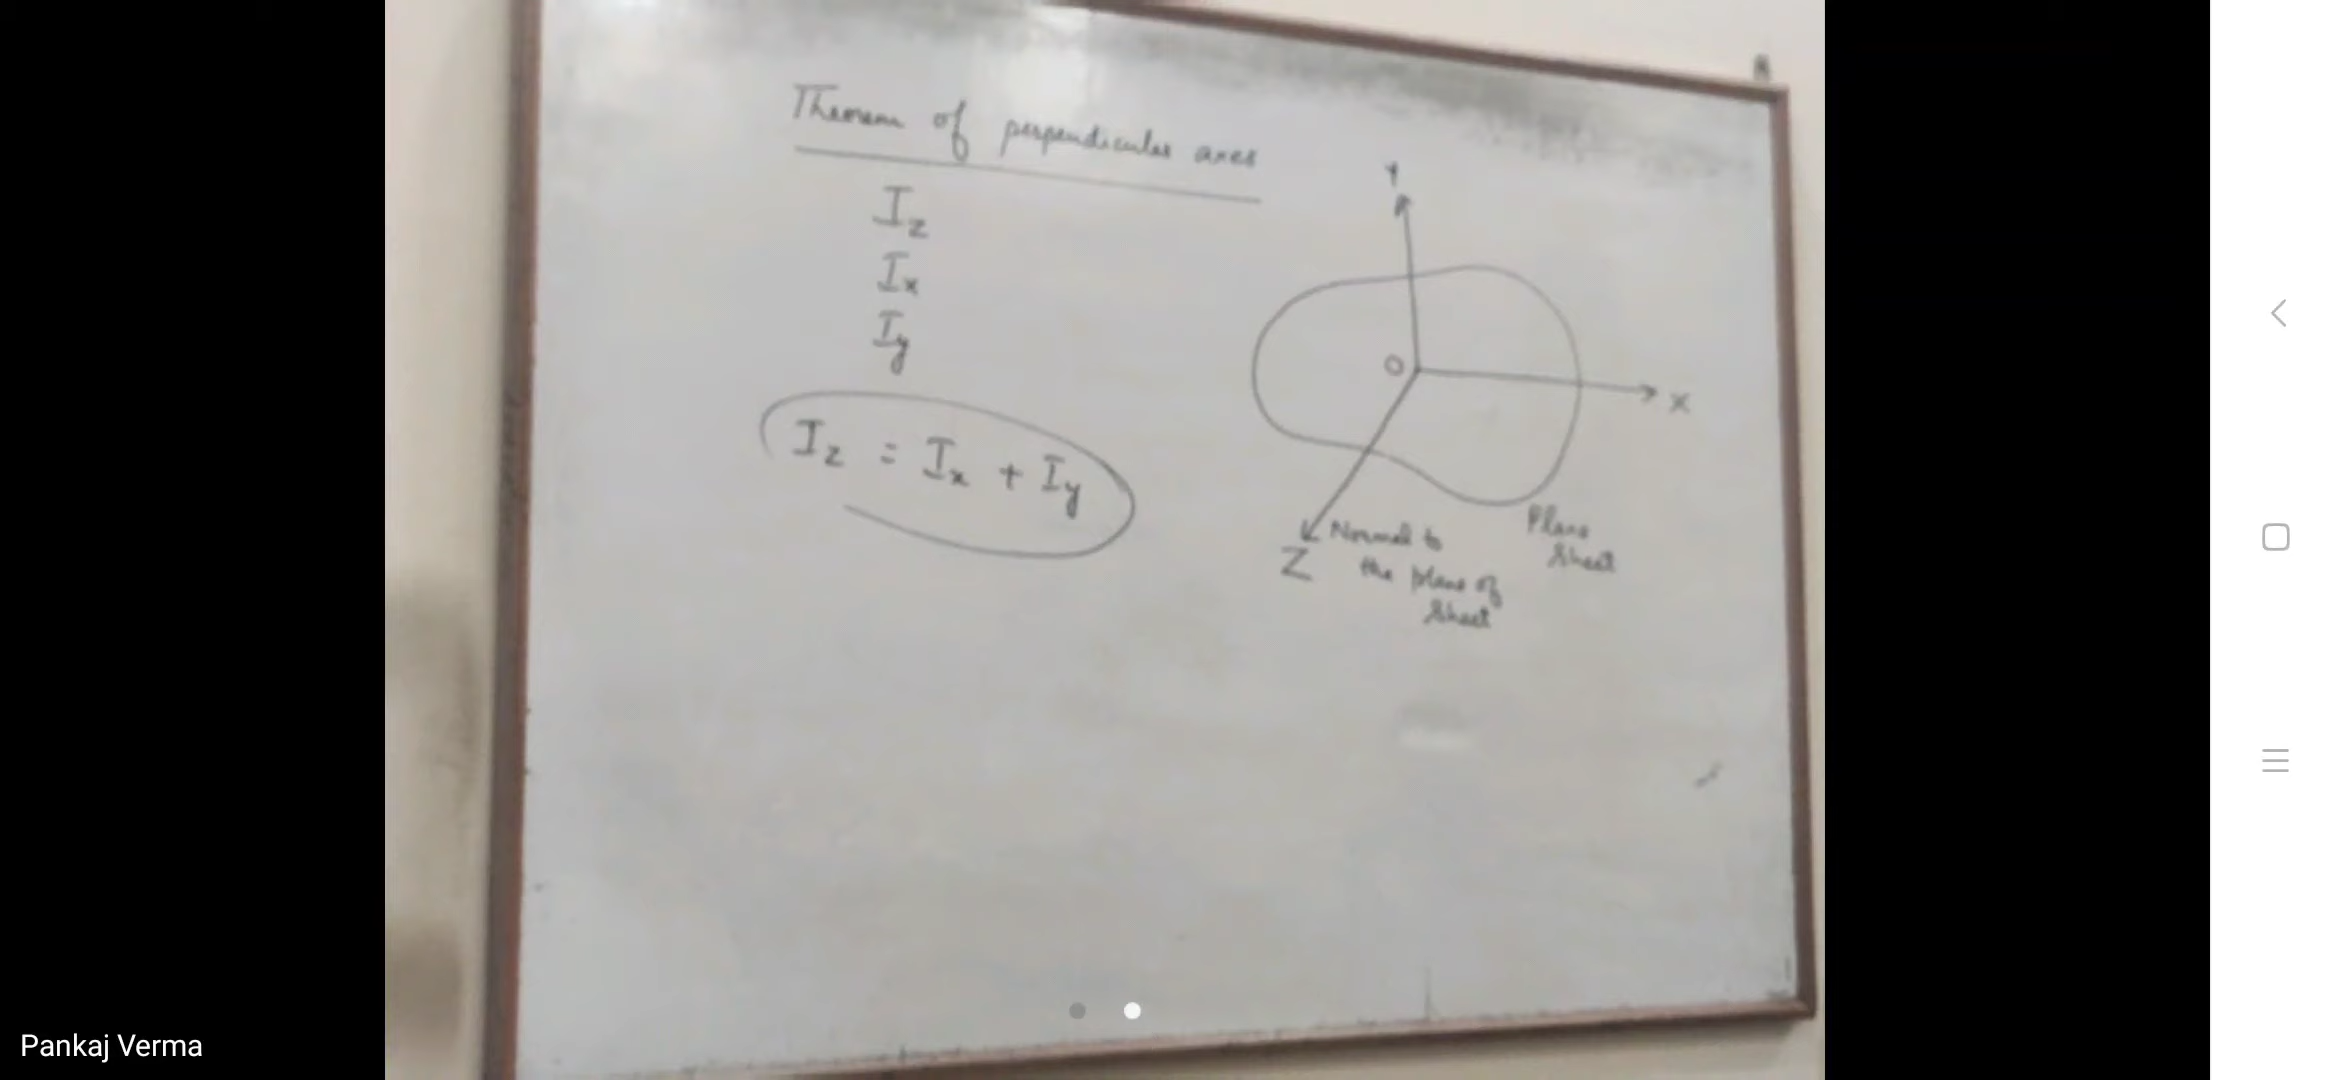 Theorem of perpendicular axes
Iz
Ix
Iy
Iz = Ix + Iy
Y
O
X
Z
Normal to
the plane of
Sheet
Plane
Sheet
Pankaj Verma